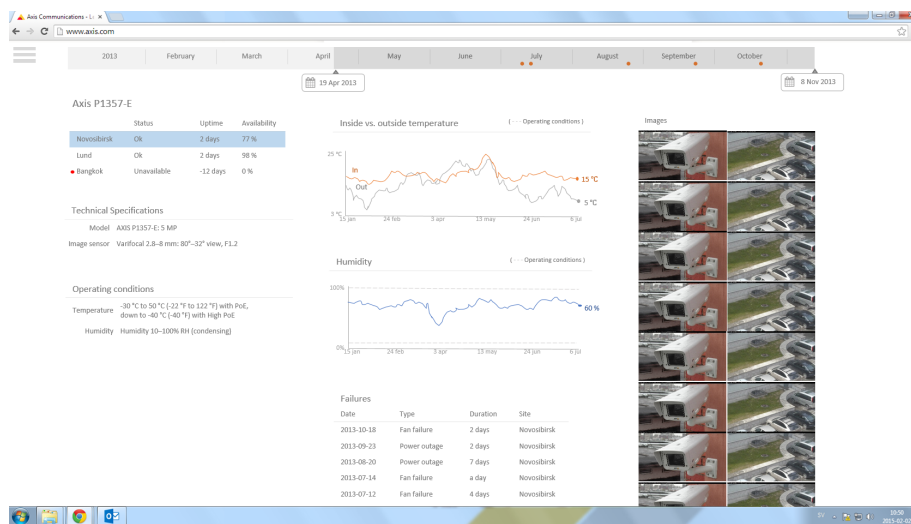 Axis Communications - Le
www.axis.com
2013 February March April May June July August September October
19 Apr 2013 8 Nov 2013
Axis P1357-E
Status Uptime Availability
Novosibirsk Ok 2 days 77 %
Lund Ok 2 days 98 %
Bangkok Unavailable -12 days 0 %
Technical Specifications
Model AXIS P1357-E: 5 MP
Image sensor Varifocal 2.8–8 mm: 80°–32° view, F1.2
Operating conditions
Temperature -30 °C to 50 °C (-22 °F to 122 °F) with PoE,
down to -40 °C (-40 °F) with High PoE
Humidity Humidity 10–100% RH (condensing)
Inside vs. outside temperature ( --- Operating conditions )
25 °C
In
Out
15 °C
5 °C
3 °C
15 jan 24 feb 3 apr 13 may 24 jun 6 jul
Humidity ( --- Operating conditions )
100%
60 %
0%
15 jan 24 feb 3 apr 13 may 24 jun 6 jul
Failures
Date Type Duration Site
2013-10-18 Fan failure 2 days Novosibirsk
2013-09-23 Power outage 2 days Novosibirsk
2013-08-20 Power outage 7 days Novosibirsk
2013-07-14 Fan failure a day Novosibirsk
2013-07-12 Fan failure 4 days Novosibirsk
Images
SV
10:50
2015-02-02